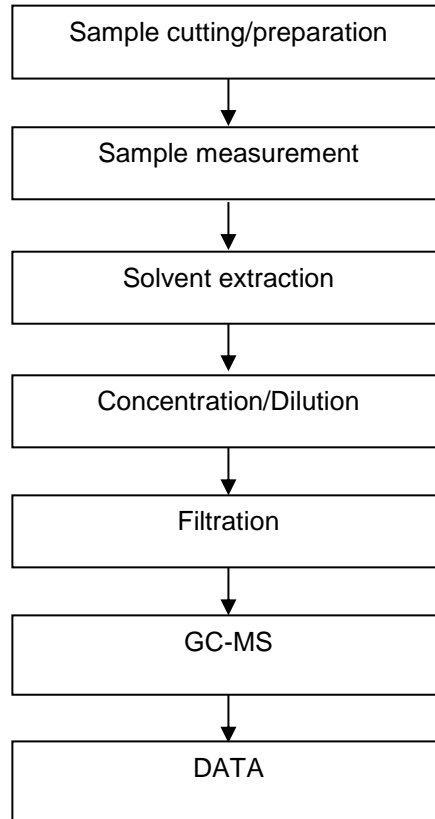 Sample cutting/preparation
Sample measurement
Solvent extraction
Concentration/Dilution
Filtration
GC-MS
DATA